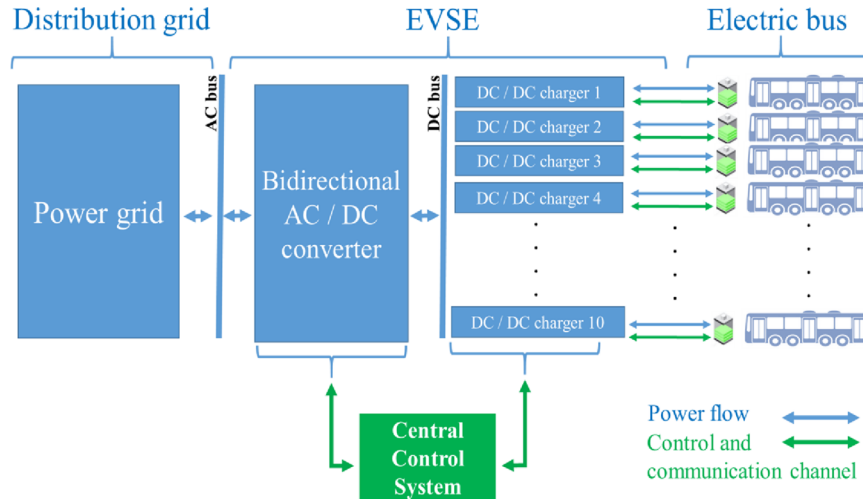 Distribution grid
EVSE
Electric bus
AC bus
DC bus
Power grid
Bidirectional
AC / DC
converter
DC / DC charger 1
DC / DC charger 2
DC / DC charger 3
DC / DC charger 4
DC / DC charger 10
Central
Control
System
Power flow
Control and
communication channel